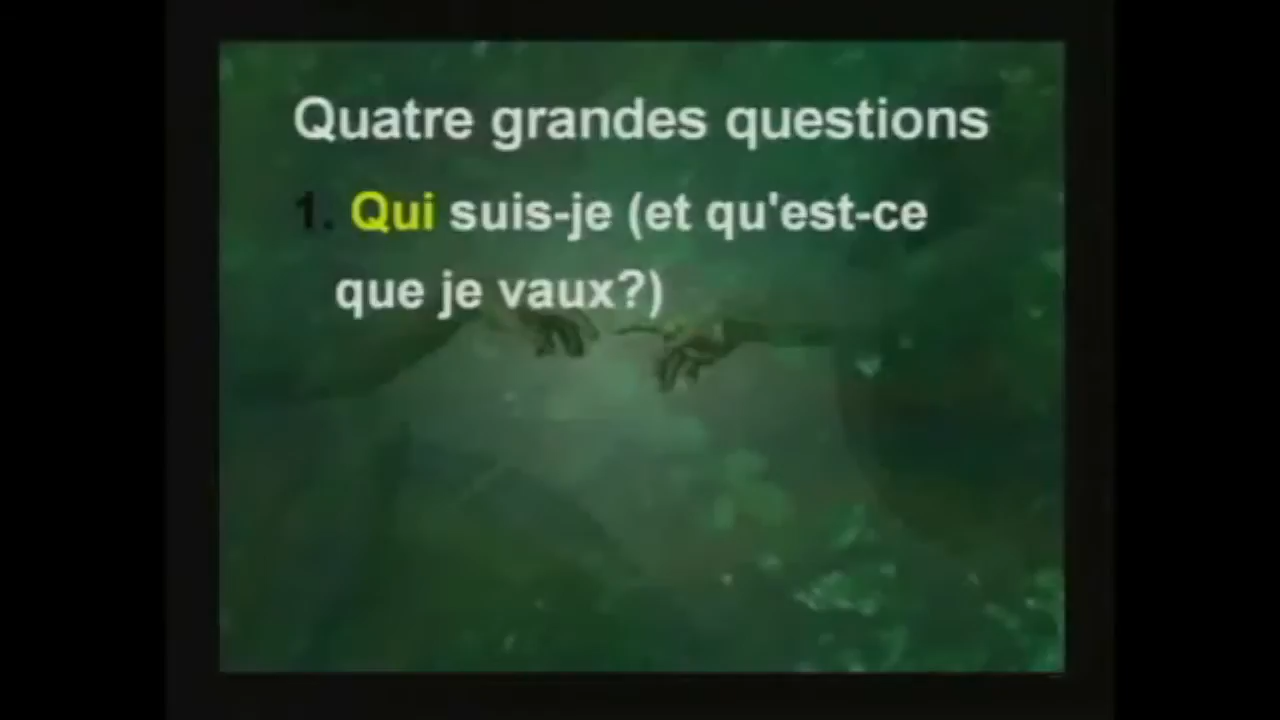 Quatre grandes questions
1. Qui suis-je (et qu'est-ce
que je vaux?)